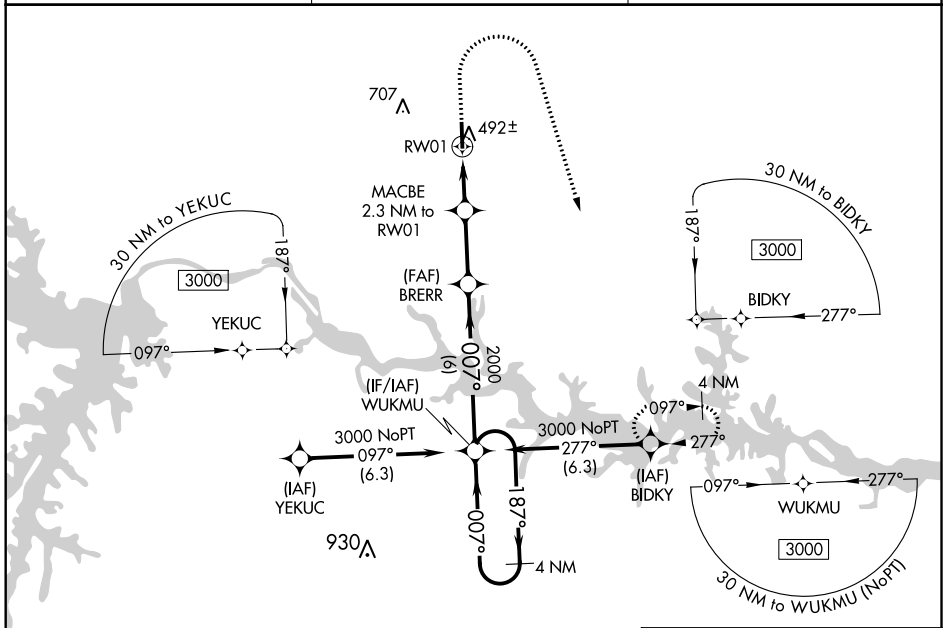 707
492±
RW01
MACBE
2.3 NM to
RW01
30 NM to YEKUC
187°
3000
YEKUC
097°
(FAF)
BRERR
30 NM to BIDKY
187°
3000
BIDKY
277°
2000
007°
(6)
(IF/IAF)
WUKMU
4 NM
097°
277°
3000 NoPT
097°
(6.3)
3000 NoPT
277°
(6.3)
(IAF)
YEKUC
(IAF)
BIDKY
187°
007°
4 NM
930
097°
277°
WUKMU
3000
30 NM to WUKMU (NoPT)